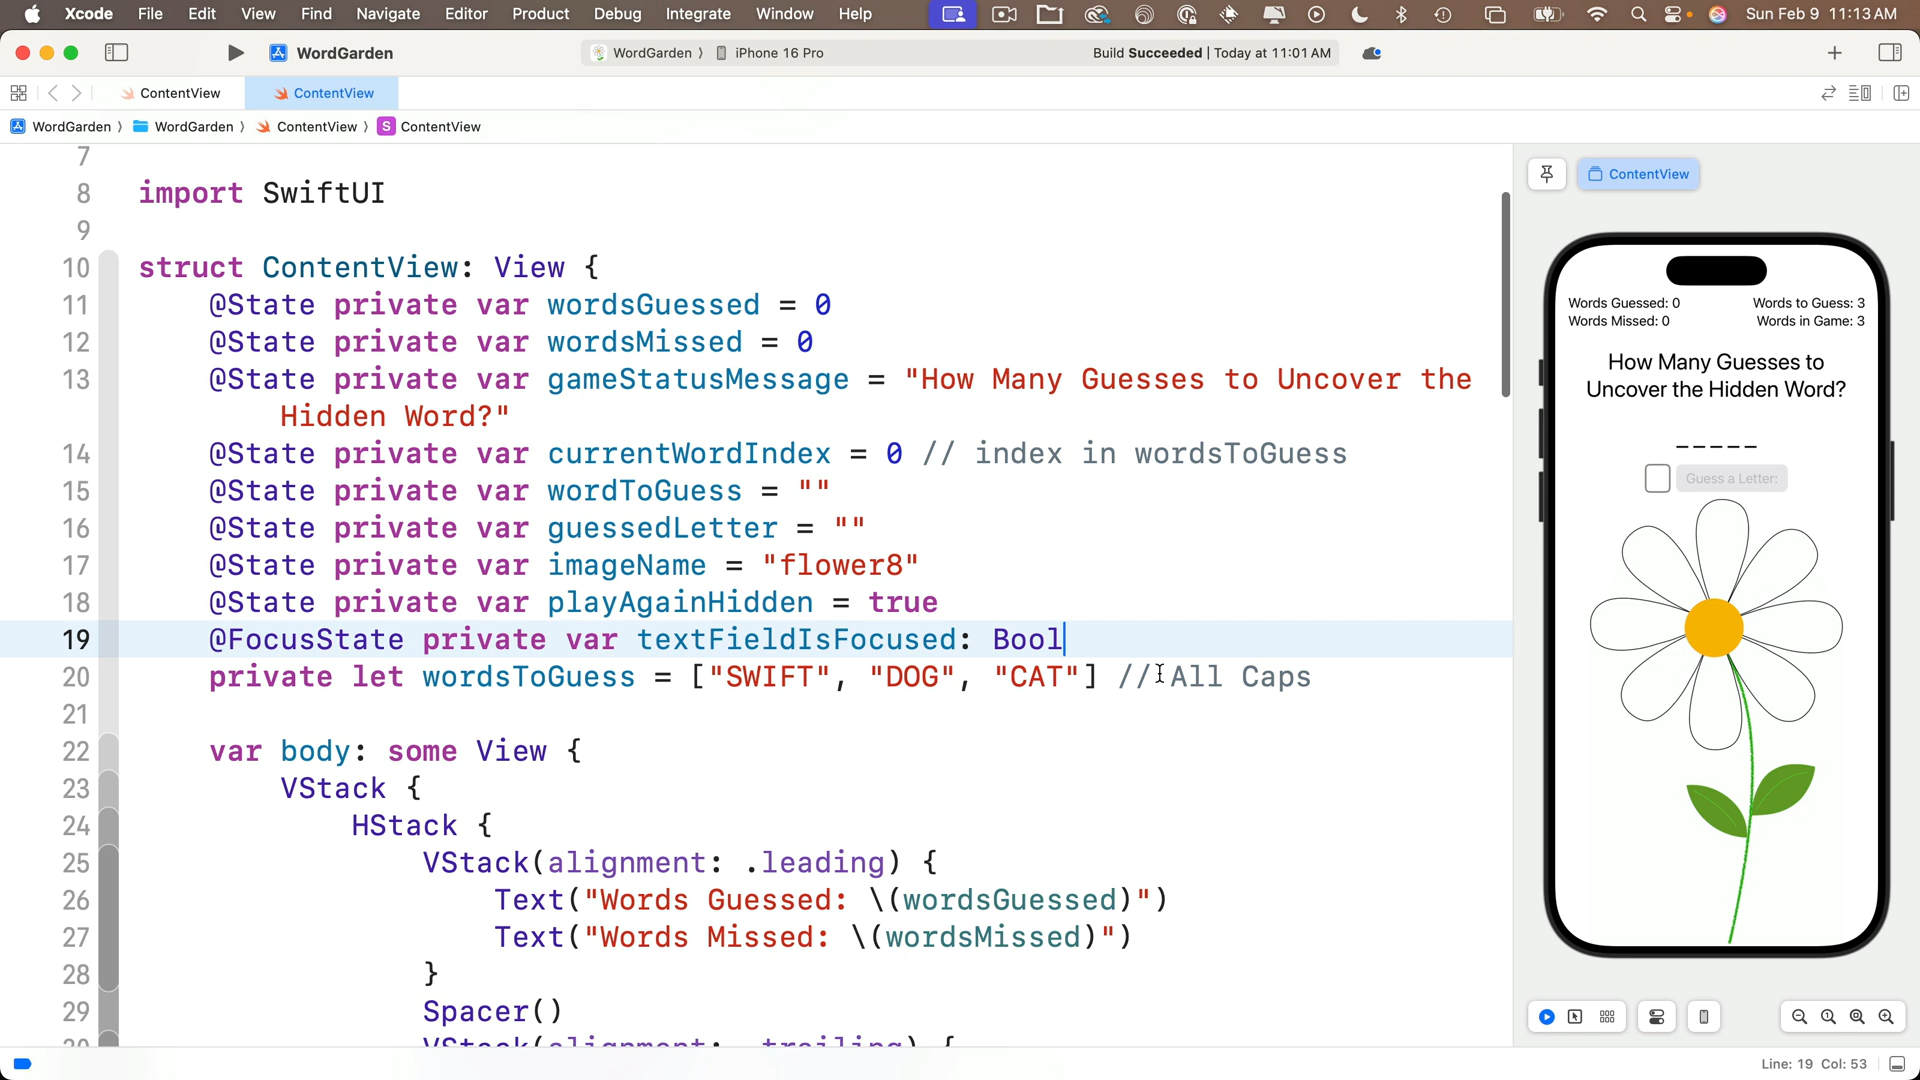 Xcode File Edit View Find Navigate Editor Product Debug Integrate Window Help Sun Feb 9 11:13 AM
WordGarden WordGarden ⟩ iPhone 16 Pro Build Succeeded | Today at 11:01 AM
ContentView ContentView
WordGarden ⟩ WordGarden ⟩ ContentView ⟩ S ContentView
7
8 import SwiftUI
9
10 struct ContentView: View {
11 @State private var wordsGuessed = 0
12 @State private var wordsMissed = 0
13 @State private var gameStatusMessage = "How Many Guesses to Uncover the
Hidden Word?"
14 @State private var currentWordIndex = 0 // index in wordsToGuess
15 @State private var wordToGuess = ""
16 @State private var guessedLetter = ""
17 @State private var imageName = "flower8"
18 @State private var playAgainHidden = true
19 @FocusState private var textFieldIsFocused: Bool
20 private let wordsToGuess = ["SWIFT", "DOG", "CAT"] // All Caps
21
22 var body: some View {
23 VStack {
24 HStack {
25 VStack(alignment: .leading) {
26 Text("Words Guessed: \(wordsGuessed)")
27 Text("Words Missed: \(wordsMissed)")
28 }
29 Spacer()
30 VStack(alignment: .trailing) {
ContentView
Words Guessed: 0 Words to Guess: 3
Words Missed: 0 Words in Game: 3
How Many Guesses to
Uncover the Hidden Word?
_ _ _ _ _
Guess a Letter:
Line: 19 Col: 53